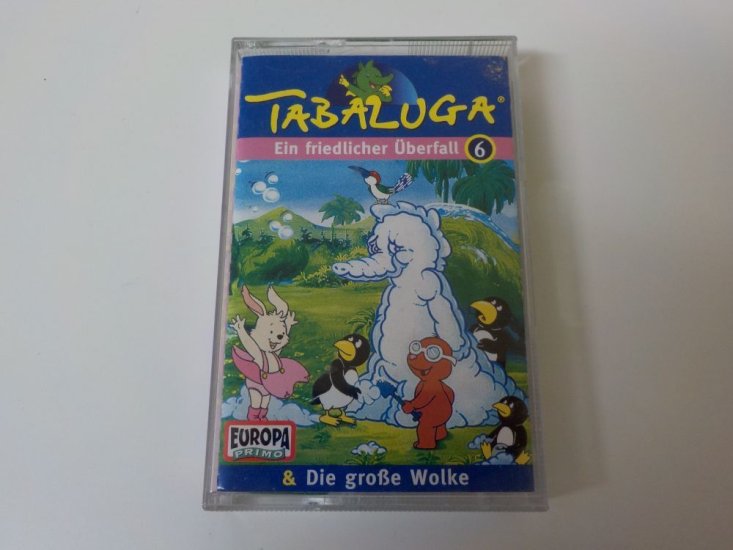 TABALUGA®
Ein friedlicher Überfall 6
EUROPA
PRIMO
& Die große Wolke